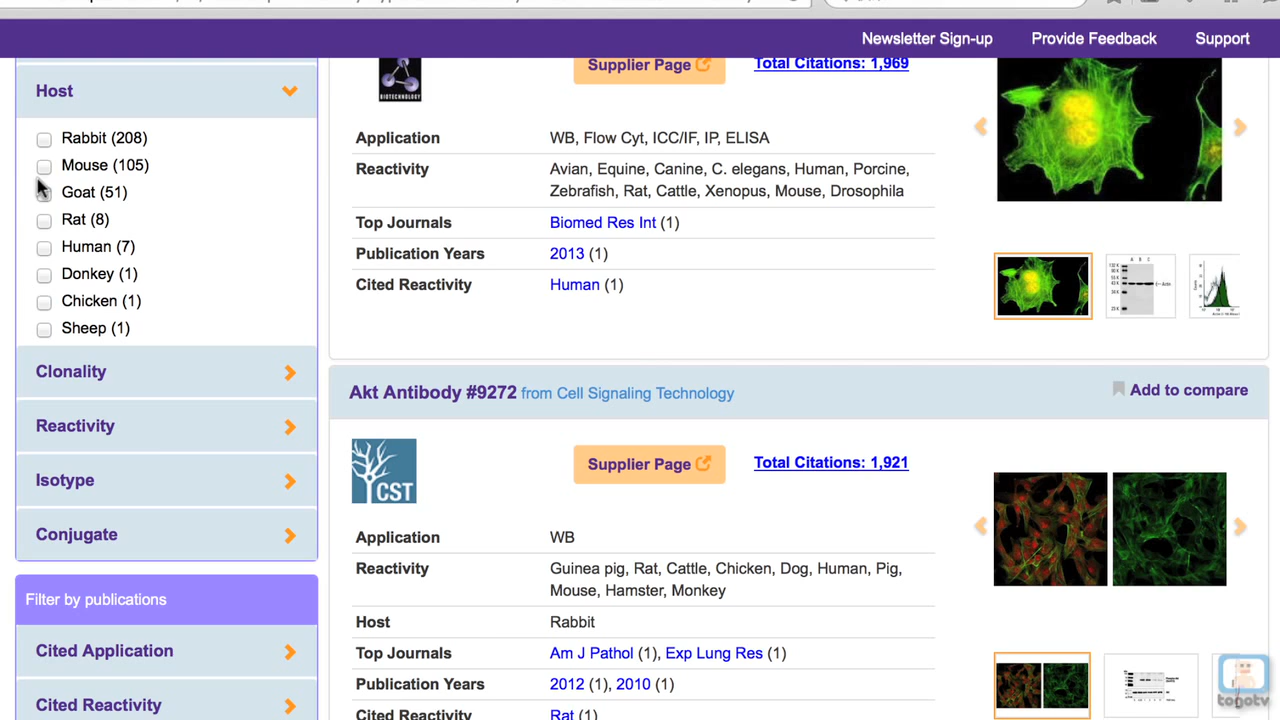 Newsletter Sign-up Provide Feedback Support
Host
Rabbit (208)
Mouse (105)
Goat (51)
Rat (8)
Human (7)
Donkey (1)
Chicken (1)
Sheep (1)
Clonality
Reactivity
Isotype
Conjugate
Filter by publications
Cited Application
Cited Reactivity
BIOTECHNOLOGY
Supplier Page Total Citations: 1,969
Application WB, Flow Cyt, ICC/IF, IP, ELISA
Reactivity Avian, Equine, Canine, C. elegans, Human, Porcine,
Zebrafish, Rat, Cattle, Xenopus, Mouse, Drosophila
Top Journals Biomed Res Int (1)
Publication Years 2013 (1)
Cited Reactivity Human (1)
Akt Antibody #9272 from Cell Signaling Technology
Add to compare
CST
Supplier Page Total Citations: 1,921
Application WB
Reactivity Guinea pig, Rat, Cattle, Chicken, Dog, Human, Pig,
Mouse, Hamster, Monkey
Host Rabbit
Top Journals Am J Pathol (1), Exp Lung Res (1)
Publication Years 2012 (1), 2010 (1)
Cited Reactivity Rat (1)
togotv